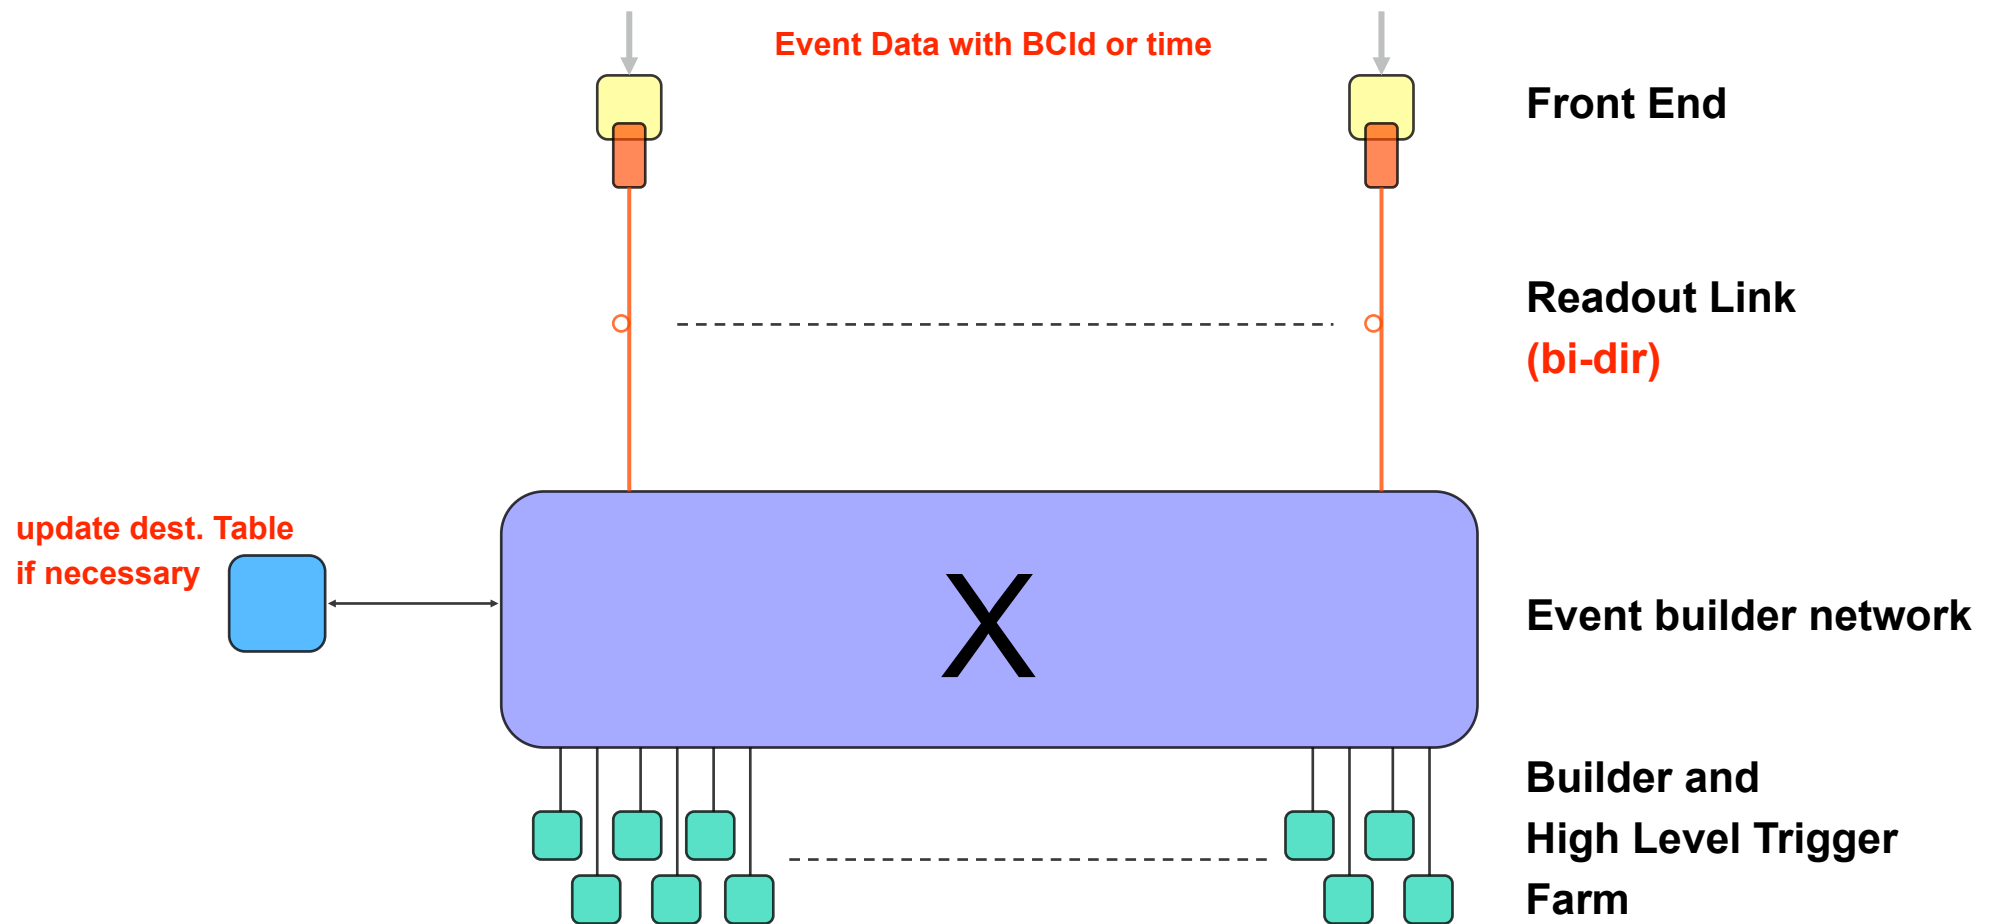 Event Data with BCId or time
Front End
Readout Link
(bi-dir)
update dest. Table
if necessary
X
Event builder network
Builder and
High Level Trigger
Farm